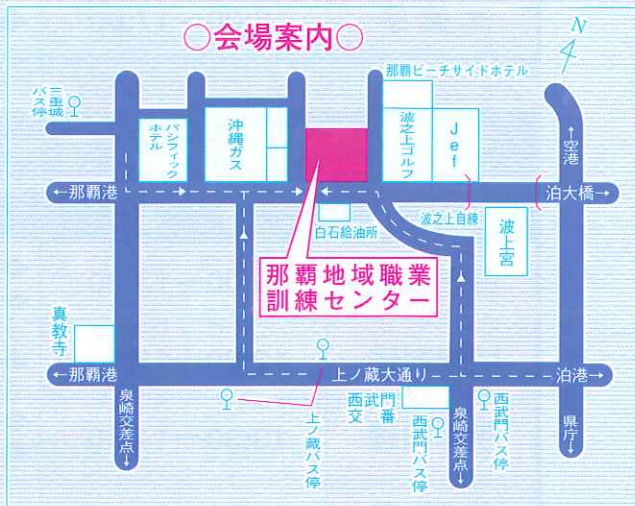 ○会場案内○
N
那覇ビーチサイドホテル
三重城
バス停
パシフィック
ホテル
沖縄ガス
波之上ゴルフ
Jef
↑空港
←那覇港
泊大橋→
白石給油所
波之上自練
波上宮
那覇地域職業
訓練センター
真教寺
←那覇港
上ノ蔵大通り
泊港→
泉崎交差点→
上ノ蔵バス停
西武門
交番
西武門バス停
泉崎交差点→
西武門バス停
県庁→